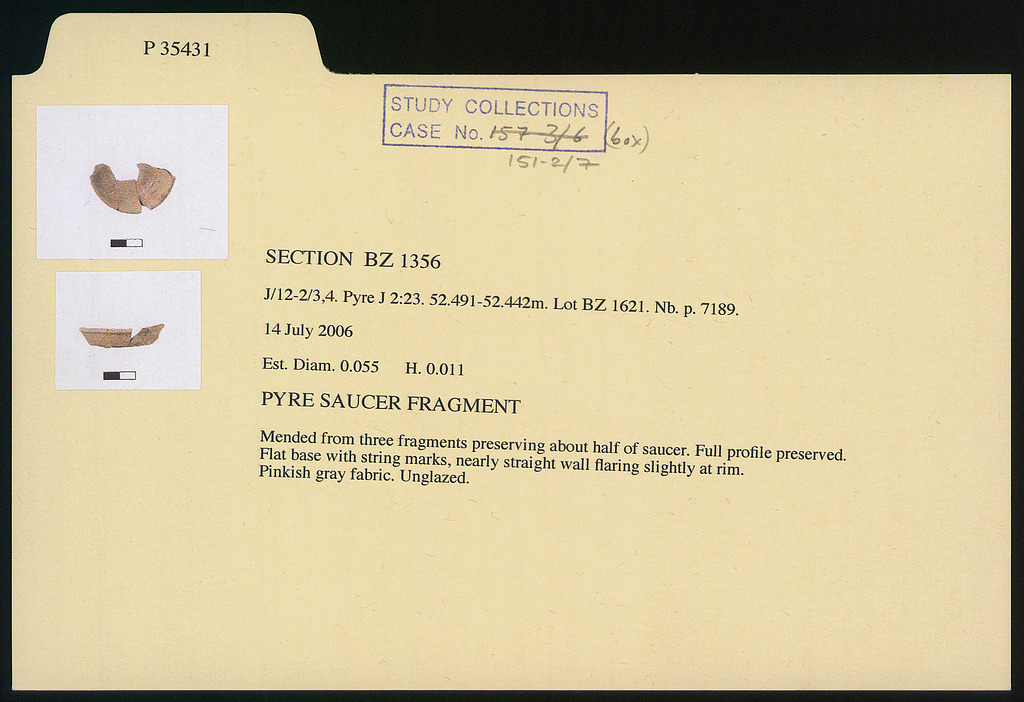 P 35431
STUDY COLLECTIONS
CASE No. 157 3/6 (box)
151-2/7
SECTION BZ 1356
J/12-2/3,4. Pyre J 2:23. 52.491-52.442m. Lot BZ 1621. Nb. p. 7189.
14 July 2006
Est. Diam. 0.055 H. 0.011
PYRE SAUCER FRAGMENT
Mended from three fragments preserving about half of saucer. Full profile preserved.
Flat base with string marks, nearly straight wall flaring slightly at rim.
Pinkish gray fabric. Unglazed.